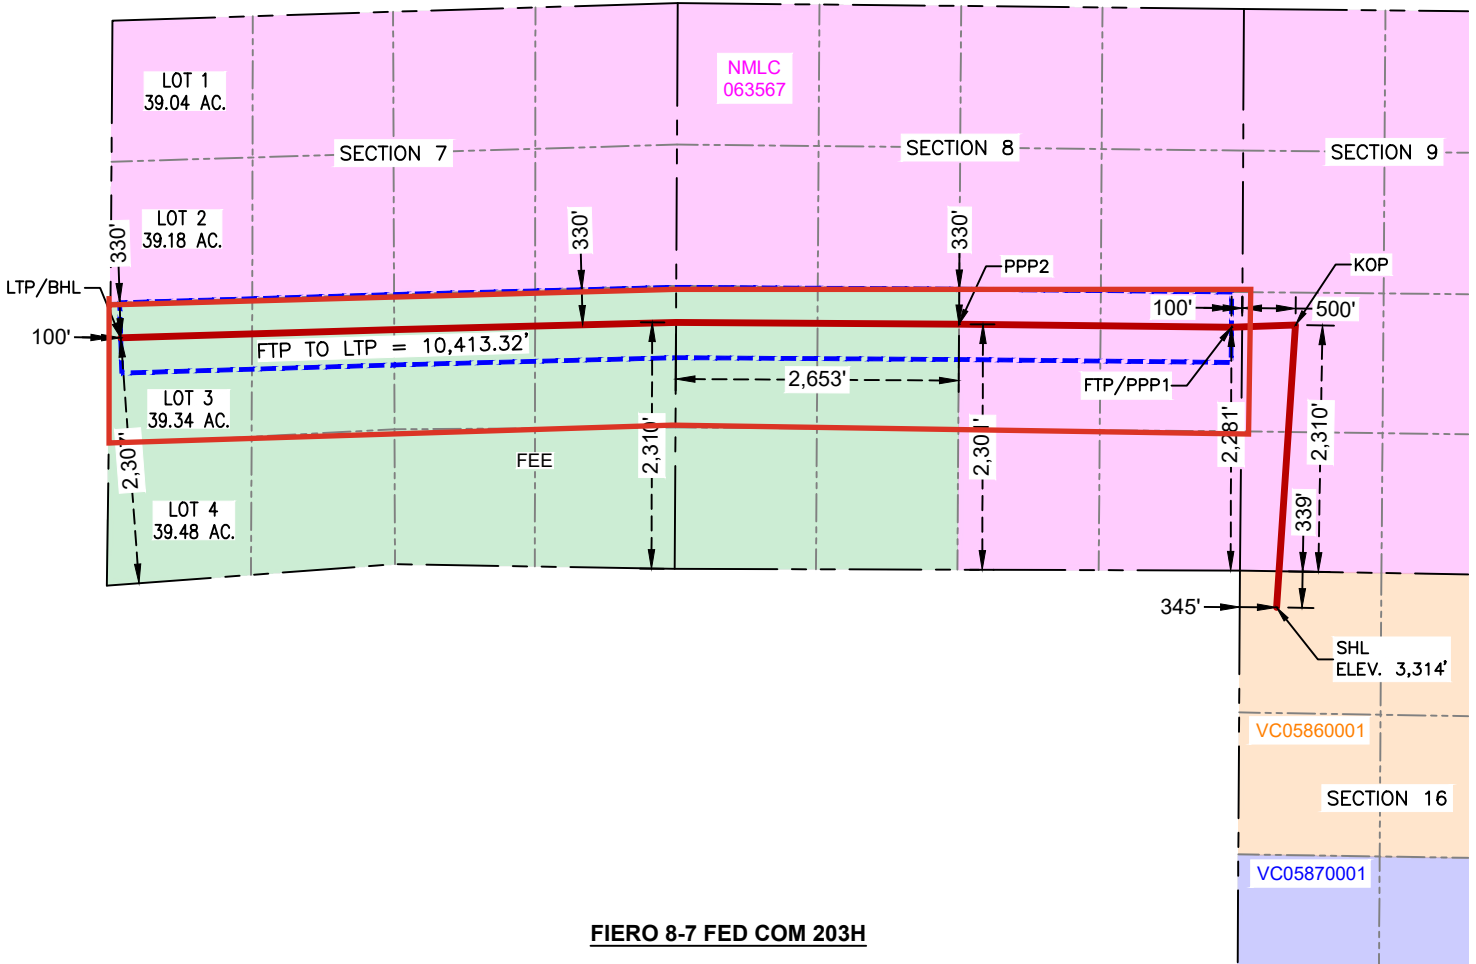 LOT 1
39.04 AC.
NMLC
063567
SECTION 7
SECTION 8
SECTION 9
LOT 2
39.18 AC.
330'
330'
330'
LTP/BHL
PPP2
KOP
100'
500'
100'
FTP TO LTP = 10,413.32'
2,653'
FTP/PPP1
LOT 3
39.34 AC.
2,307'
FEE
2,310'
2,301'
2,281'
2,310'
LOT 4
39.48 AC.
339'
345'
SHL
ELEV. 3,314'
VC05860001
SECTION 16
VC05870001
FIERO 8-7 FED COM 203H